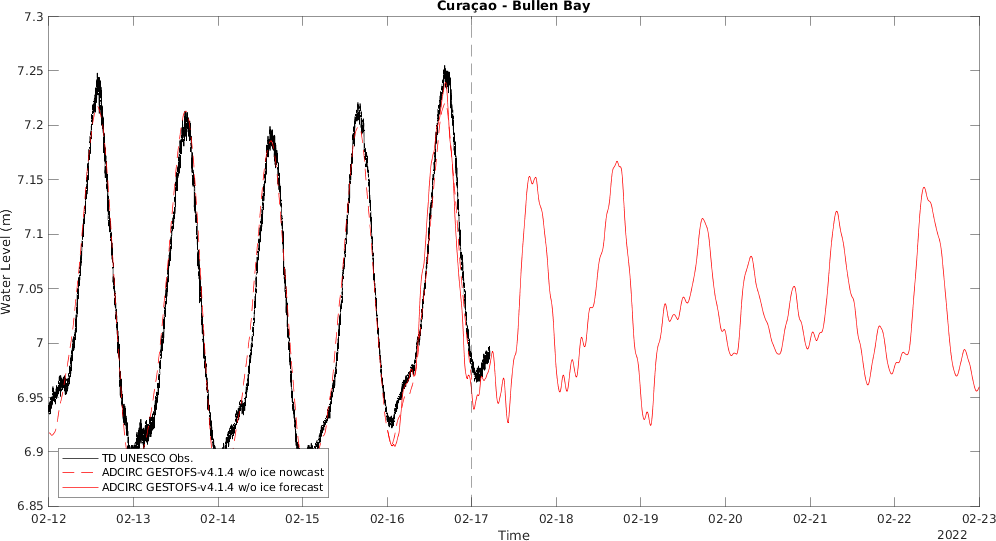 Curaçao - Bullen Bay
7.3
7.25
7.2
7.15
7.1
7.05
7
6.95
6.9
6.85
Water Level (m)
TD UNESCO Obs.
ADCIRC GESTOFS-v4.1.4 w/o ice nowcast
ADCIRC GESTOFS-v4.1.4 w/o ice forecast
02-12 02-13 02-14 02-15 02-16 02-17 02-18 02-19 02-20 02-21 02-22 02-23
Time
2022